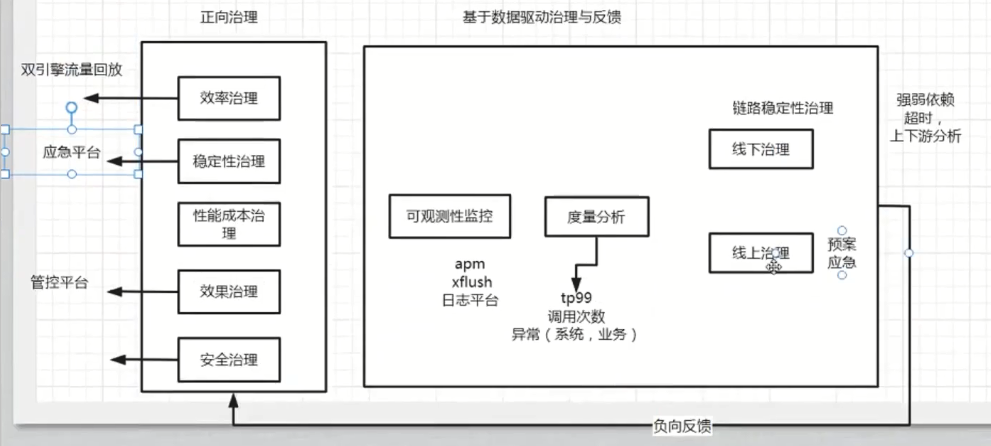 正向治理
双引擎流量回放
效率治理
应急平台
稳定性治理
性能成本治
理
管控平台
效果治理
安全治理
基于数据驱动治理与反馈
可观测性监控
apm
xflush
日志平台
度量分析
tp99
调用次数
异常（系统，业务）
链路稳定性治理
线下治理
线上治理
预案
应急
强弱依赖
超时，
上下游分析
负向反馈